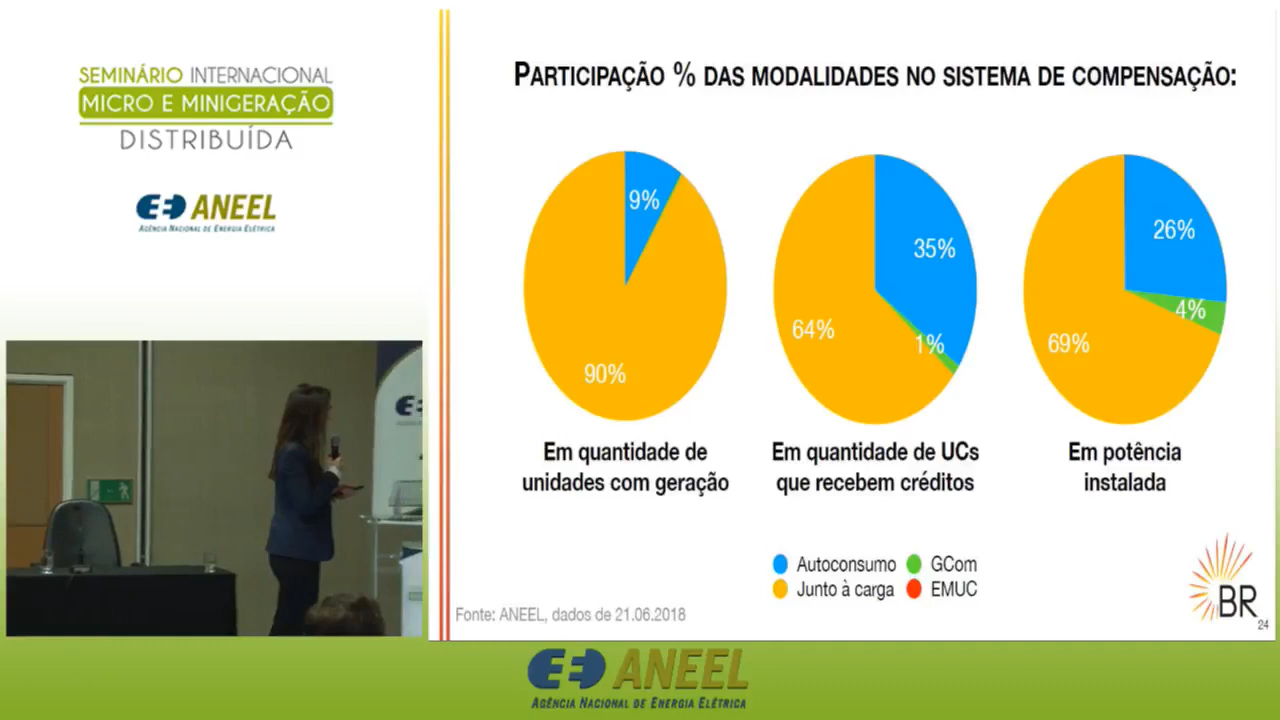 SEMINÁRIO INTERNACIONAL
MICRO E MINIGERAÇÃO
DISTRIBUÍDA
ANEEL
AGÊNCIA NACIONAL DE ENERGIA ELÉTRICA
PARTICIPAÇÃO % DAS MODALIDADES NO SISTEMA DE COMPENSAÇÃO:
9%
90%
35%
64%
1%
26%
4%
69%
Em quantidade de
unidades com geração
Em quantidade de UCs
que recebem créditos
Em potência
instalada
Autoconsumo
GCom
Junto à carga
EMUC
Fonte: ANEEL, dados de 21.06.2018
BR
24
ANEEL
AGÊNCIA NACIONAL DE ENERGIA ELÉTRICA